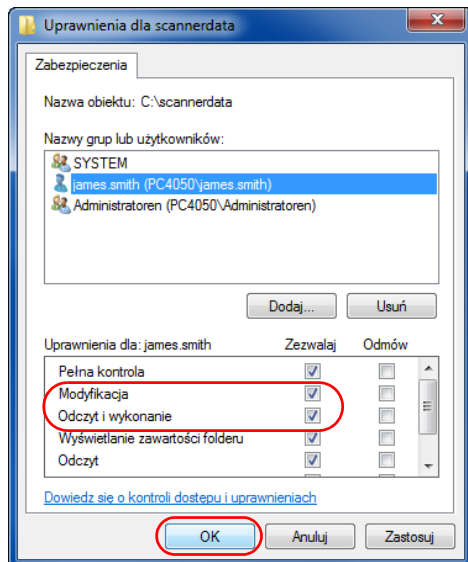 Uprawnienia dla scannerdata
Zabezpieczenia
Nazwa obiektu: C:\scannerdata
Nazwy grup lub użytkowników:
SYSTEM
james.smith (PC4050\james.smith)
Administratoren (PC4050\Administratoren)
Dodaj... Usuń
Uprawnienia dla: james.smith Zezwalaj Odmów
Pełna kontrola
Modyfikacja
Odczyt i wykonanie
Wyświetlanie zawartości folderu
Odczyt
Dowiedz się o kontroli dostępu i uprawnieniach
OK Anuluj Zastosuj